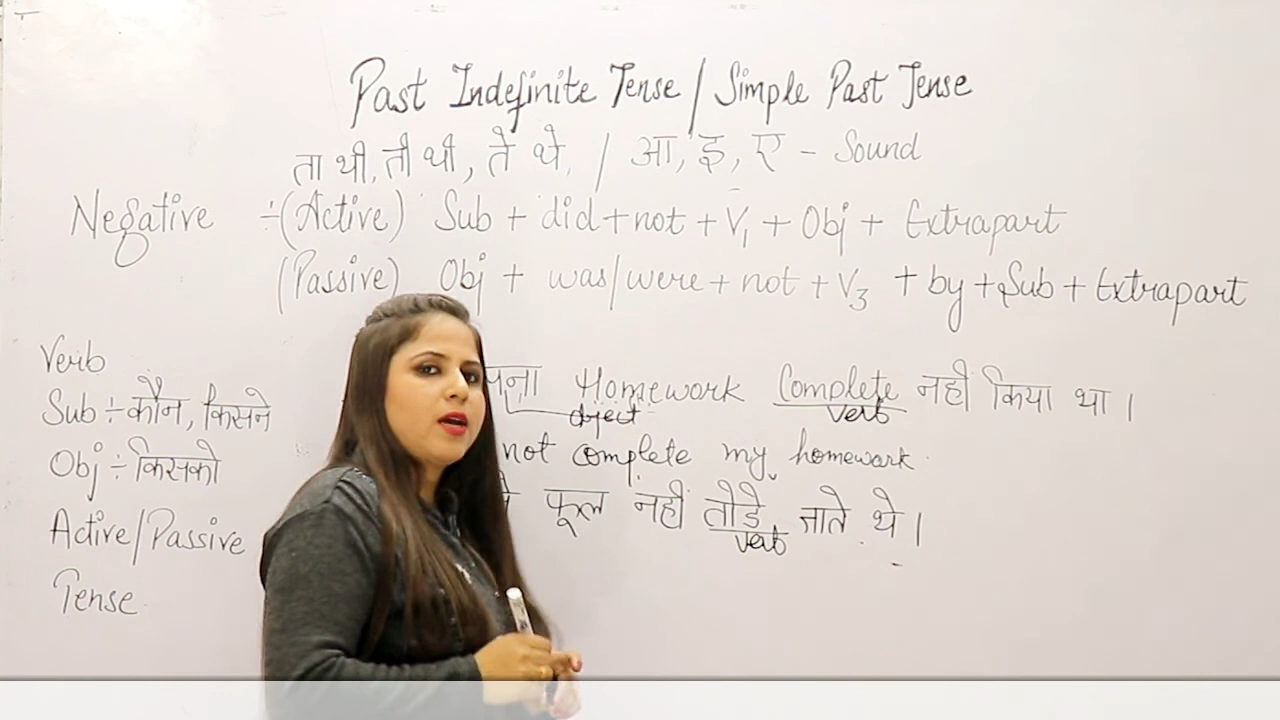 Past Indefinite Tense / Simple Past Tense
ता थी, ती थी, ते थे, / आ, इ, ए - Sound
Negative ÷ (Active) Sub + did + not + V1 + Obj + Extrapart
(Passive) Obj + was/were + not + V3 + by + Sub + Extrapart
Verb
Sub ÷ कौन, किसने
Obj ÷ किसको
Active/Passive
Tense
Homework Complete नही किया था ।
object verb
not complete my homework.
फूल नही तोडे जाते थे ।
verb